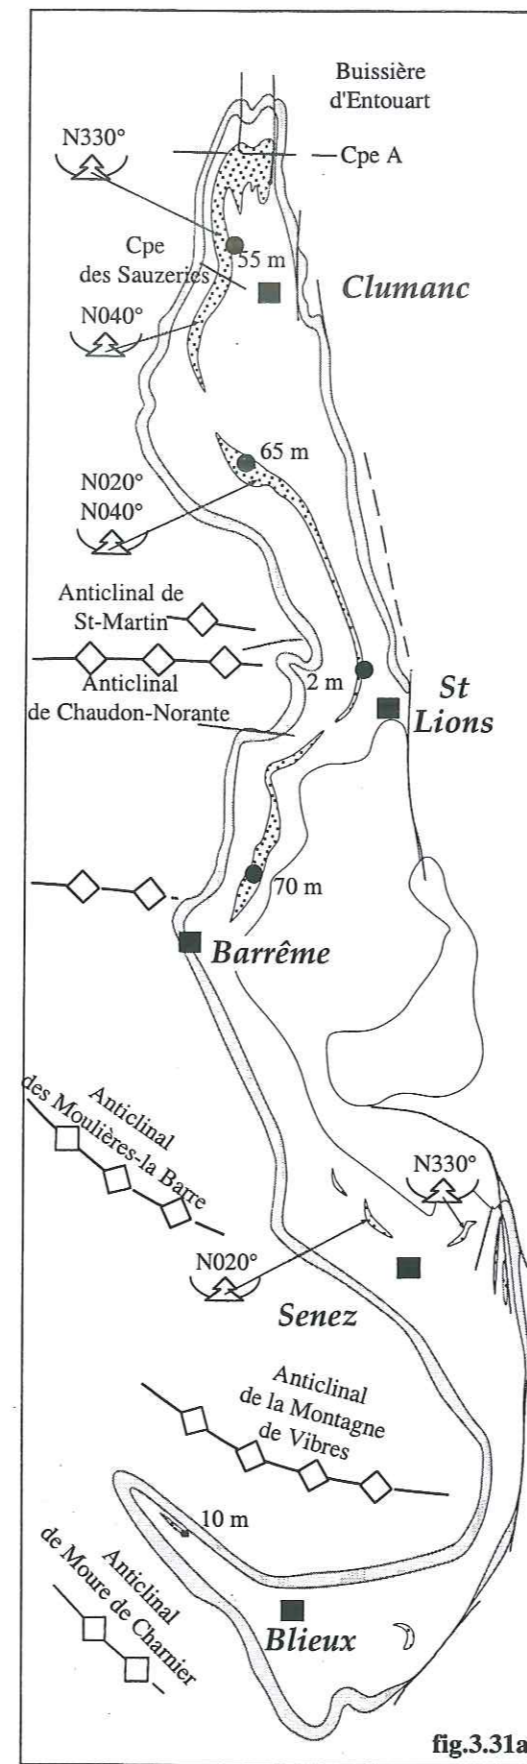 Buissière
d'Entouart
N330°
Cpe A
Cpe
des Sauzeries
55 m
Clumanc
N040°
65 m
N020°
N040°
Anticlinal de
St-Martin
Anticlinal
de Chaudon-Norante
2 m
St
Lions
70 m
Barrême
Anticlinal
des Moulières-la Barre
N330°
N020°
Senez
Anticlinal
de la Montagne
de Vibres
10 m
Anticlinal
de Moure de Charnier
Blieux
fig.3.31a